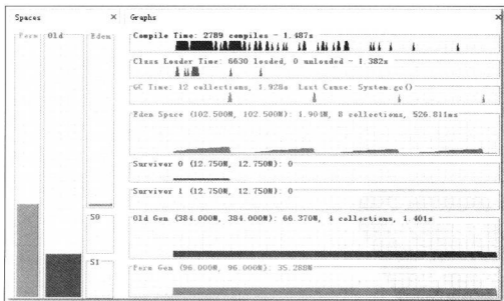 Spaces
Perm
Old
Eden
S0
S1
Graphs
Compile Time: 2789 compiles - 1.487s
Class Loader Time: 6630 loaded, 0 unloaded - 1.382s
GC Time: 12 collections, 1.928s Last Cause: System.gc()
Eden Space (102.500M, 102.500M): 1.901M, 8 collections, 526.811ms
Survivor 0 (12.750M, 12.750M): 0
Survivor 1 (12.750M, 12.750M): 0
Old Gen (384.000M, 384.000M): 66.370M, 4 collections, 1.401s
Perm Gen (96.000M, 96.000M): 35.288M